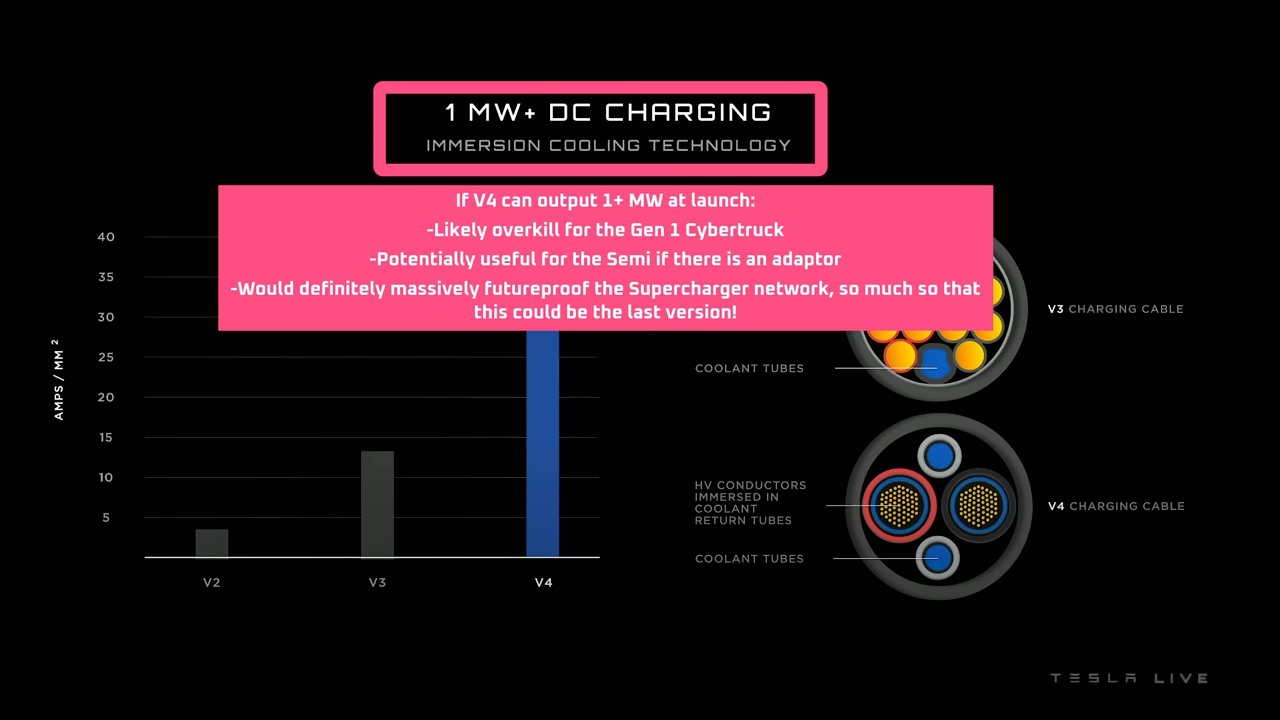 1 MW+ DC CHARGING
IMMERSION COOLING TECHNOLOGY
If V4 can output 1+ MW at launch:
-Likely overkill for the Gen 1 Cybertruck
-Potentially useful for the Semi if there is an adaptor
-Would definitely massively futureproof the Supercharger network, so much so that
this could be the last version!
AMPS / MM 2
40
35
30
25
20
15
10
5
V2
V3
V4
V3 CHARGING CABLE
COOLANT TUBES
HV CONDUCTORS
IMMERSED IN
COOLANT
RETURN TUBES
V4 CHARGING CABLE
COOLANT TUBES
TESLA LIVE